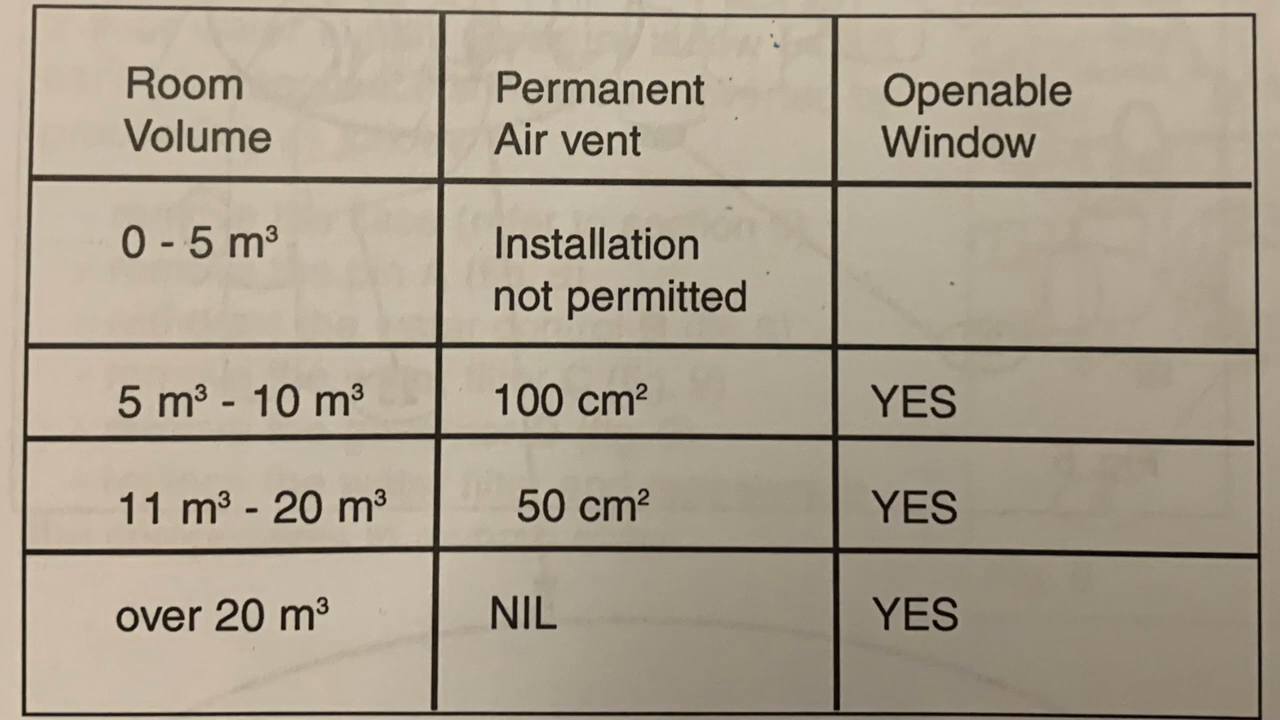 Room Volume
Permanent Air vent
Openable Window
0 - 5 m³
Installation not permitted
5 m³ - 10 m³
100 cm²
YES
11 m³ - 20 m³
50 cm²
YES
over 20 m³
NIL
YES